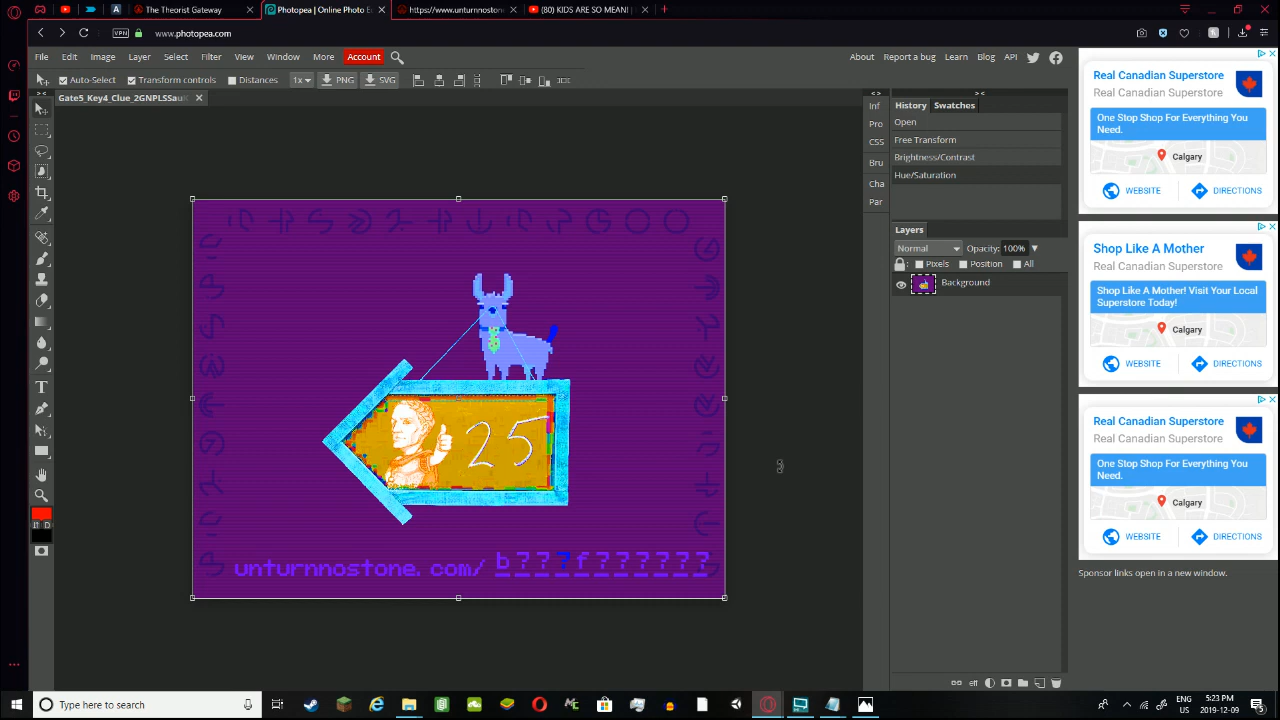 The Theorist Gateway
Photopea | Online Photo E
https://www.unturnnostone.
(80) KIDS ARE SO MEAN! |
VPN www.photopea.com
File Edit Image Layer Select Filter View Window More Account
About Report a bug Learn Blog API
Auto-Select Transform controls Distances 1x PNG SVG
Gate5_Key4_Clue_2GNPLSSau
Inf
Pro
CSS
Bru
Cha
Par
History Swatches
Open
Free Transform
Brightness/Contrast
Hue/Saturation
Layers
Normal Opacity: 100%
Pixels Position All
Background
25
unturnnostone. com/ b???f???????
Real Canadian Superstore
Real Canadian Superstore
One Stop Shop For Everything You
Need.
Calgary
WEBSITE DIRECTIONS
Shop Like A Mother
Real Canadian Superstore
Shop Like A Mother! Visit Your Local
Superstore Today!
Calgary
WEBSITE DIRECTIONS
Real Canadian Superstore
Real Canadian Superstore
One Stop Shop For Everything You
Need.
Calgary
WEBSITE DIRECTIONS
Sponsor links open in a new window.
eff
Type here to search
ENG
US
5:23 PM
2019-12-09